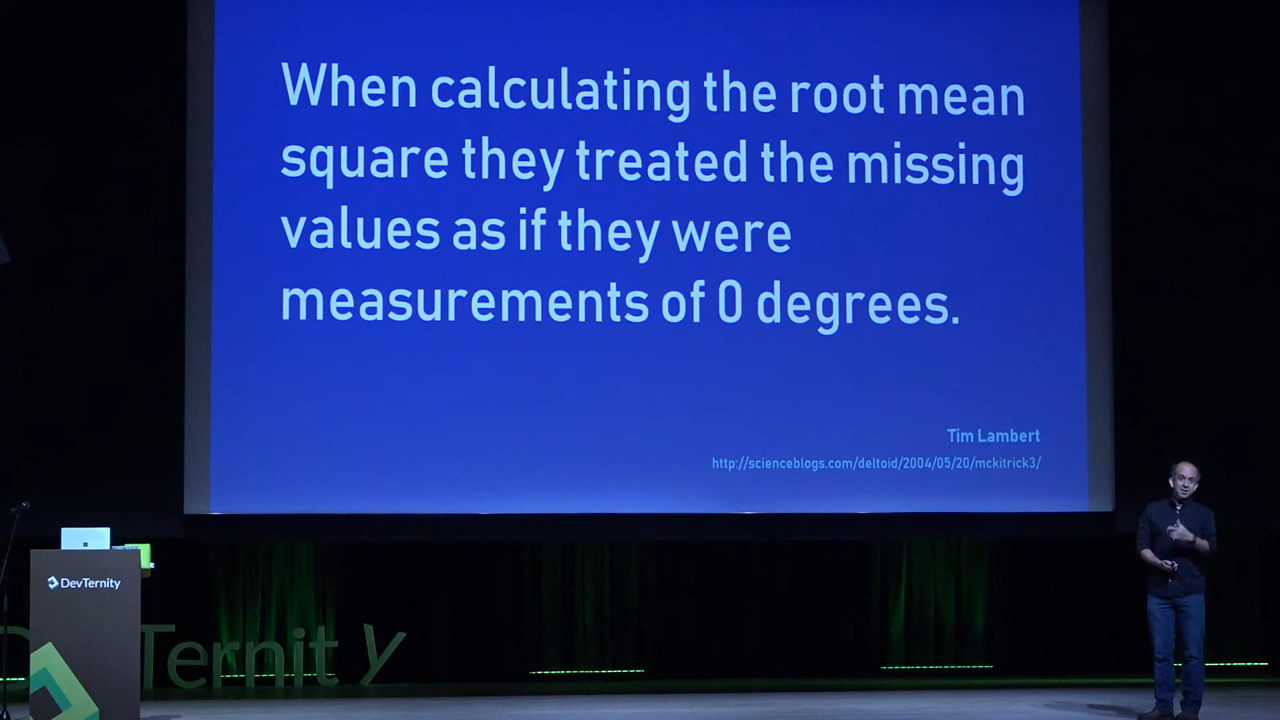 When calculating the root mean
square they treated the missing
values as if they were
measurements of 0 degrees.
Tim Lambert
http://scienceblogs.com/deltoid/2004/05/20/mckitrick3/
DevTernity
DevTernity